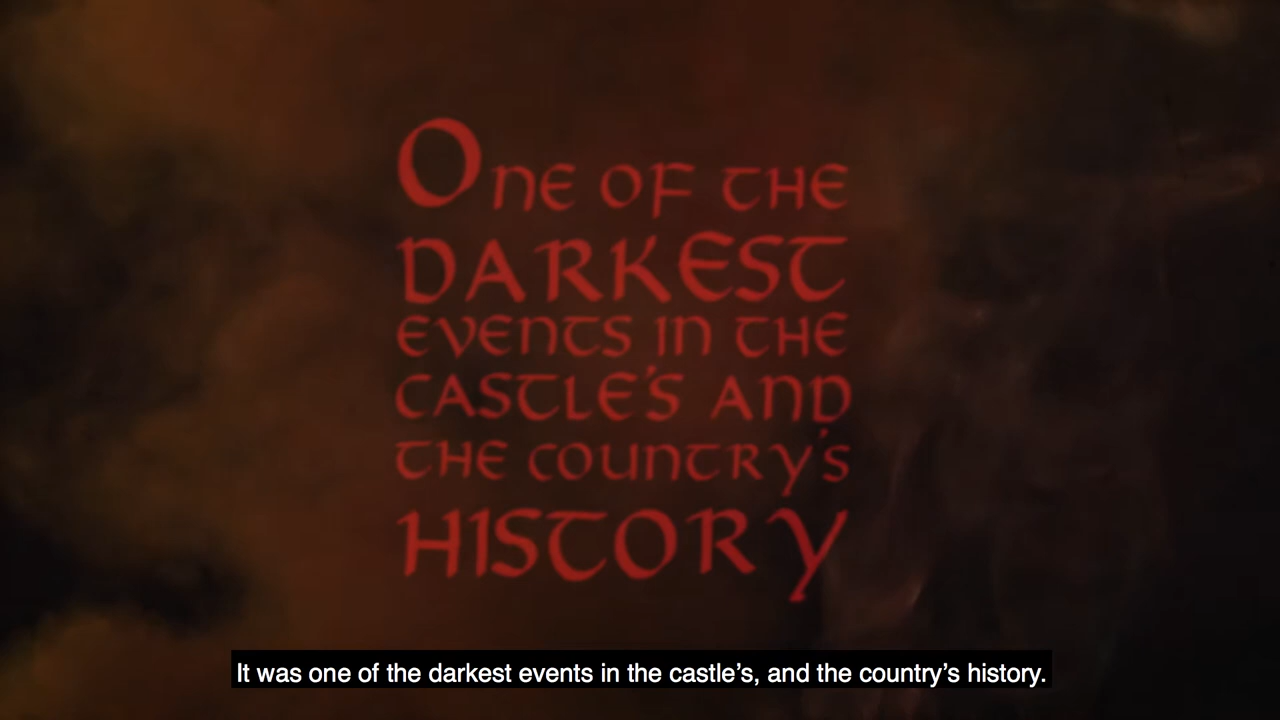 One of the
DARKEST
EVENTS IN THE
CASTLE'S AND
THE COUNTRY'S
HISTORY
It was one of the darkest events in the castle’s, and the country’s history.